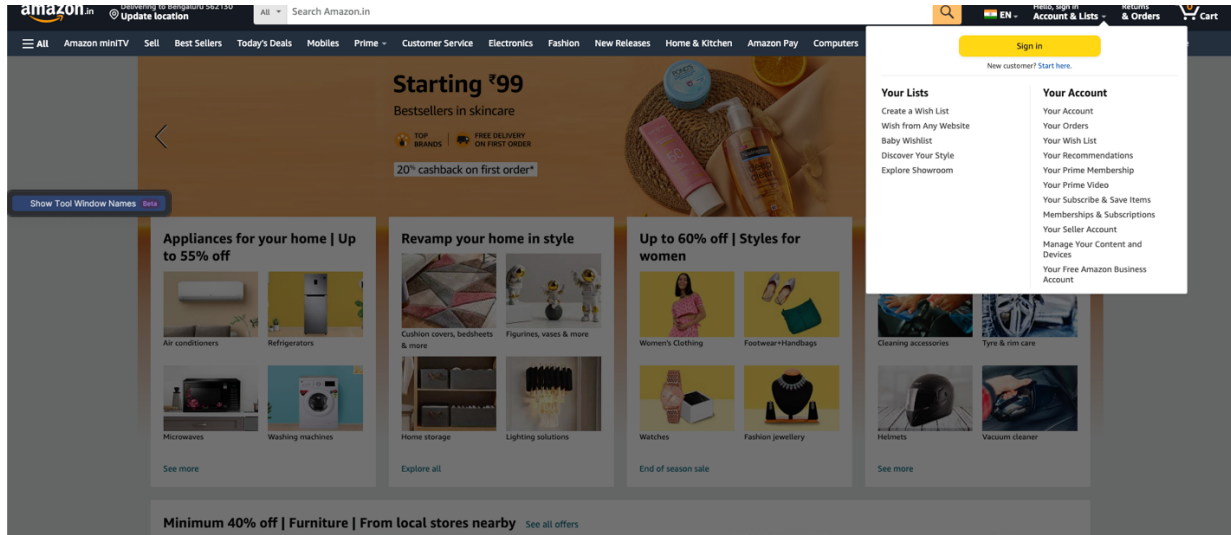 amazon.in
Delivering to Bengaluru 562130
Update location
All
Search Amazon.in
EN
Hello, sign in
Account & Lists
Returns
& Orders
0
Cart
All
Amazon miniTV
Sell
Best Sellers
Today's Deals
Mobiles
Prime
Customer Service
Electronics
Fashion
New Releases
Home & Kitchen
Amazon Pay
Computers
Sign in
New customer? Start here.
Your Lists
Create a Wish List
Wish from Any Website
Baby Wishlist
Discover Your Style
Explore Showroom
Your Account
Your Account
Your Orders
Your Wish List
Your Recommendations
Your Prime Membership
Your Prime Video
Your Subscribe & Save Items
Memberships & Subscriptions
Your Seller Account
Manage Your Content and
Devices
Your Free Amazon Business
Account
Starting ₹99
Bestsellers in skincare
TOP
BRANDS
FREE DELIVERY
ON FIRST ORDER
20% cashback on first order*
POND'S
50
Show Tool Window Names Beta
Appliances for your home | Up
to 55% off
Air conditioners
Refrigerators
Microwaves
Washing machines
See more
Revamp your home in style
Cushion covers, bedsheets
& more
Figurines, vases & more
Home storage
Lighting solutions
Explore all
Up to 60% off | Styles for
women
Women's Clothing
Footwear+Handbags
Watches
Fashion jewellery
End of season sale
Cleaning accessories
Tyre & rim care
Helmets
Vacuum cleaner
See more
Minimum 40% off | Furniture | From local stores nearby See all offers